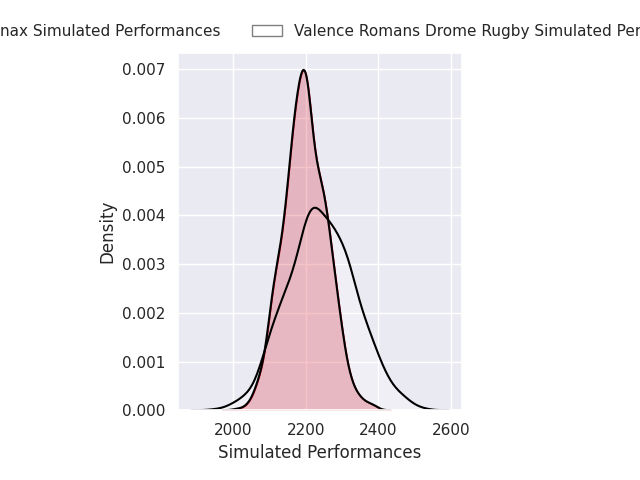 nax Simulated Performances Valence Romans Drome Rugby Simulated Per
0.007
0.006
0.005
0.004
0.003
0.002
0.001
0.000
Density
2000 2200 2400 2600
Simulated Performances